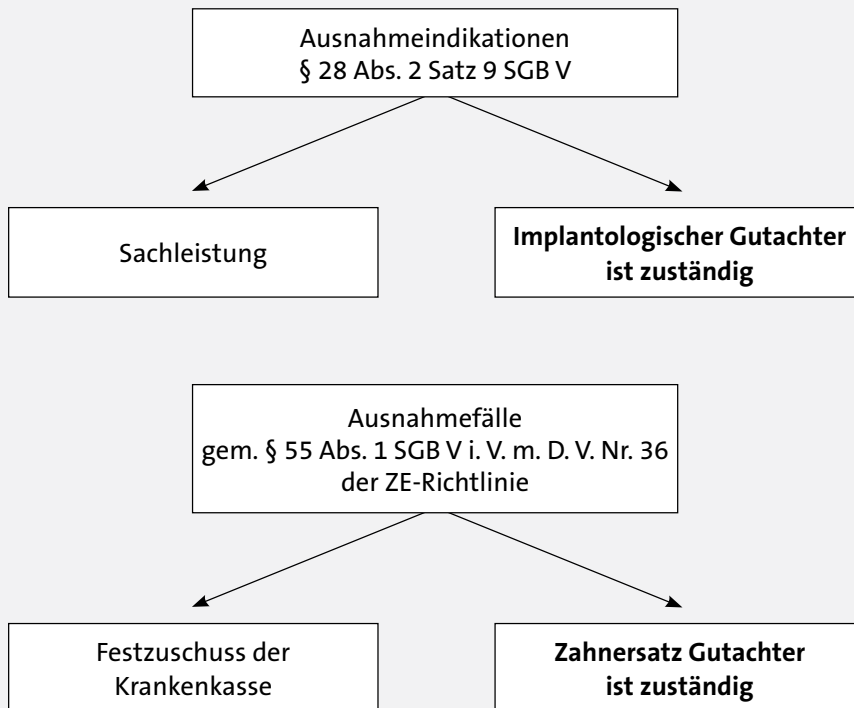 Ausnahmeindikationen
§ 28 Abs. 2 Satz 9 SGB V
Sachleistung
Implantologischer Gutachter
ist zuständig
Ausnahmefälle
gem. § 55 Abs. 1 SGB V i. V. m. D. V. Nr. 36
der ZE-Richtlinie
Festzuschuss der
Krankenkasse
Zahnersatz Gutachter
ist zuständig